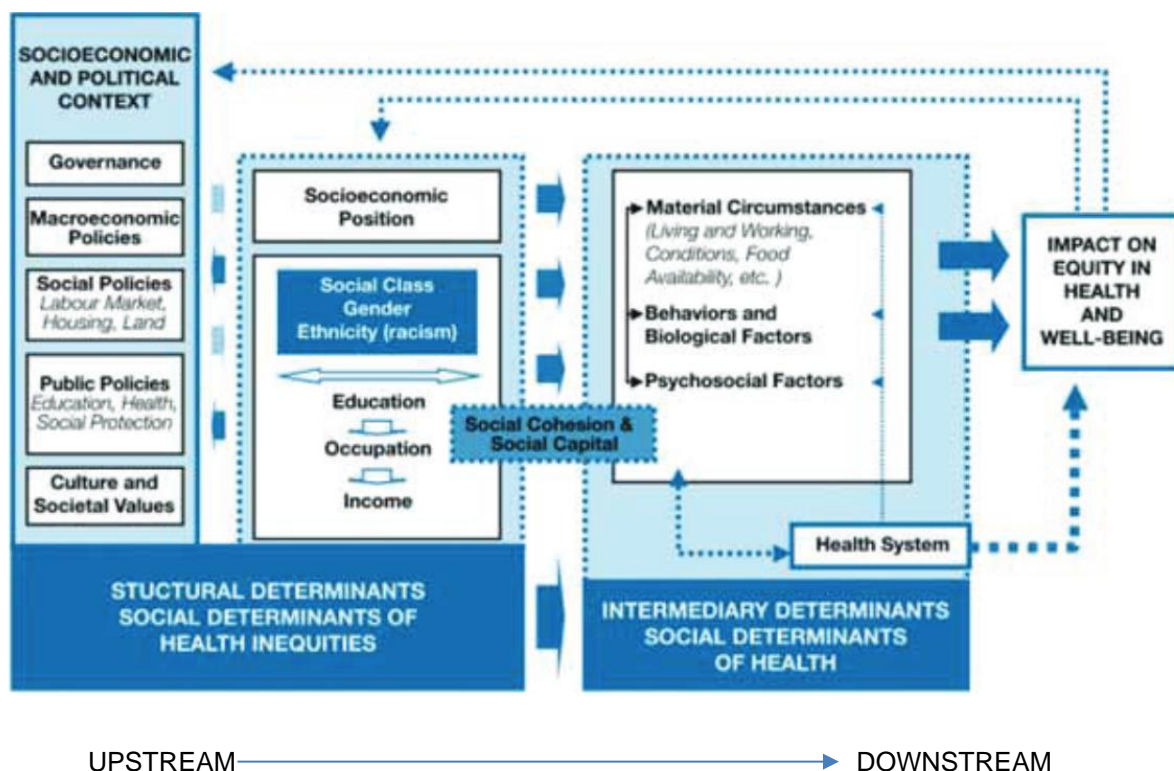 SOCIOECONOMIC
AND POLITICAL
CONTEXT
Governance
Macroeconomic
Policies
Social Policies
Labour Market,
Housing, Land
Public Policies
Education, Health,
Social Protection
Culture and
Societal Values
Socioeconomic
Position
Social Class
Gender
Ethnicity (racism)
Education
Occupation
Income
Social Cohesion &
Social Capital
Material Circumstances
(Living and Working,
Conditions, Food
Availability, etc. )
Behaviors and
Biological Factors
Psychosocial Factors
Health System
IMPACT ON
EQUITY IN
HEALTH
AND
WELL-BEING
STUCTURAL DETERMINANTS
SOCIAL DETERMINANTS OF
HEALTH INEQUITIES
INTERMEDIARY DETERMINANTS
SOCIAL DETERMINANTS
OF HEALTH
UPSTREAM DOWNSTREAM